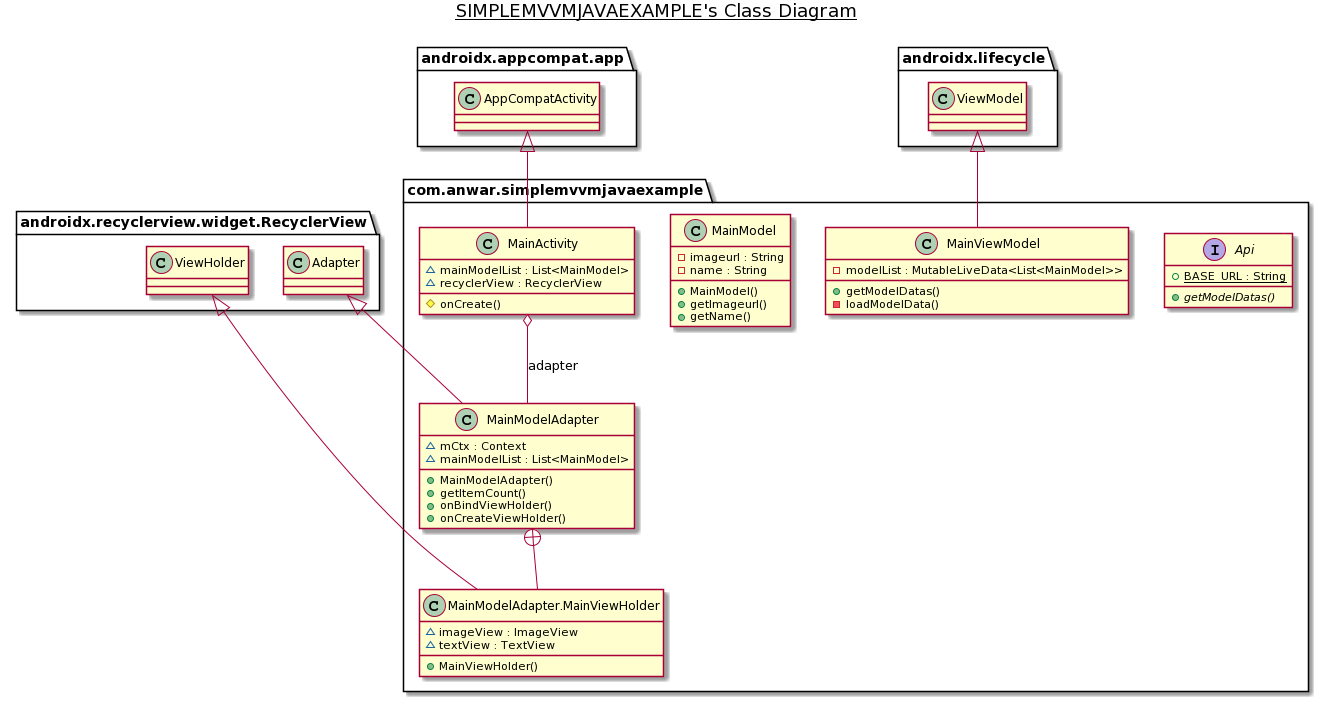 SIMPLEMVVMJAVAEXAMPLE's Class Diagram
androidx.appcompat.app
C AppCompatActivity
androidx.lifecycle
C ViewModel
androidx.recyclerview.widget.RecyclerView
C ViewHolder
C Adapter
com.anwar.simplemvvmjavaexample
C MainActivity
mainModelList : List<MainModel>
recyclerView : RecyclerView
onCreate()
C MainModel
imageurl : String
name : String
MainModel()
getImageurl()
getName()
C MainViewModel
modelList : MutableLiveData<List<MainModel>>
getModelDatas()
loadModelData()
I Api
BASE_URL : String
getModelDatas()
adapter
C MainModelAdapter
mCtx : Context
mainModelList : List<MainModel>
MainModelAdapter()
getItemCount()
onBindViewHolder()
onCreateViewHolder()
C MainModelAdapter.MainViewHolder
imageView : ImageView
textView : TextView
MainViewHolder()